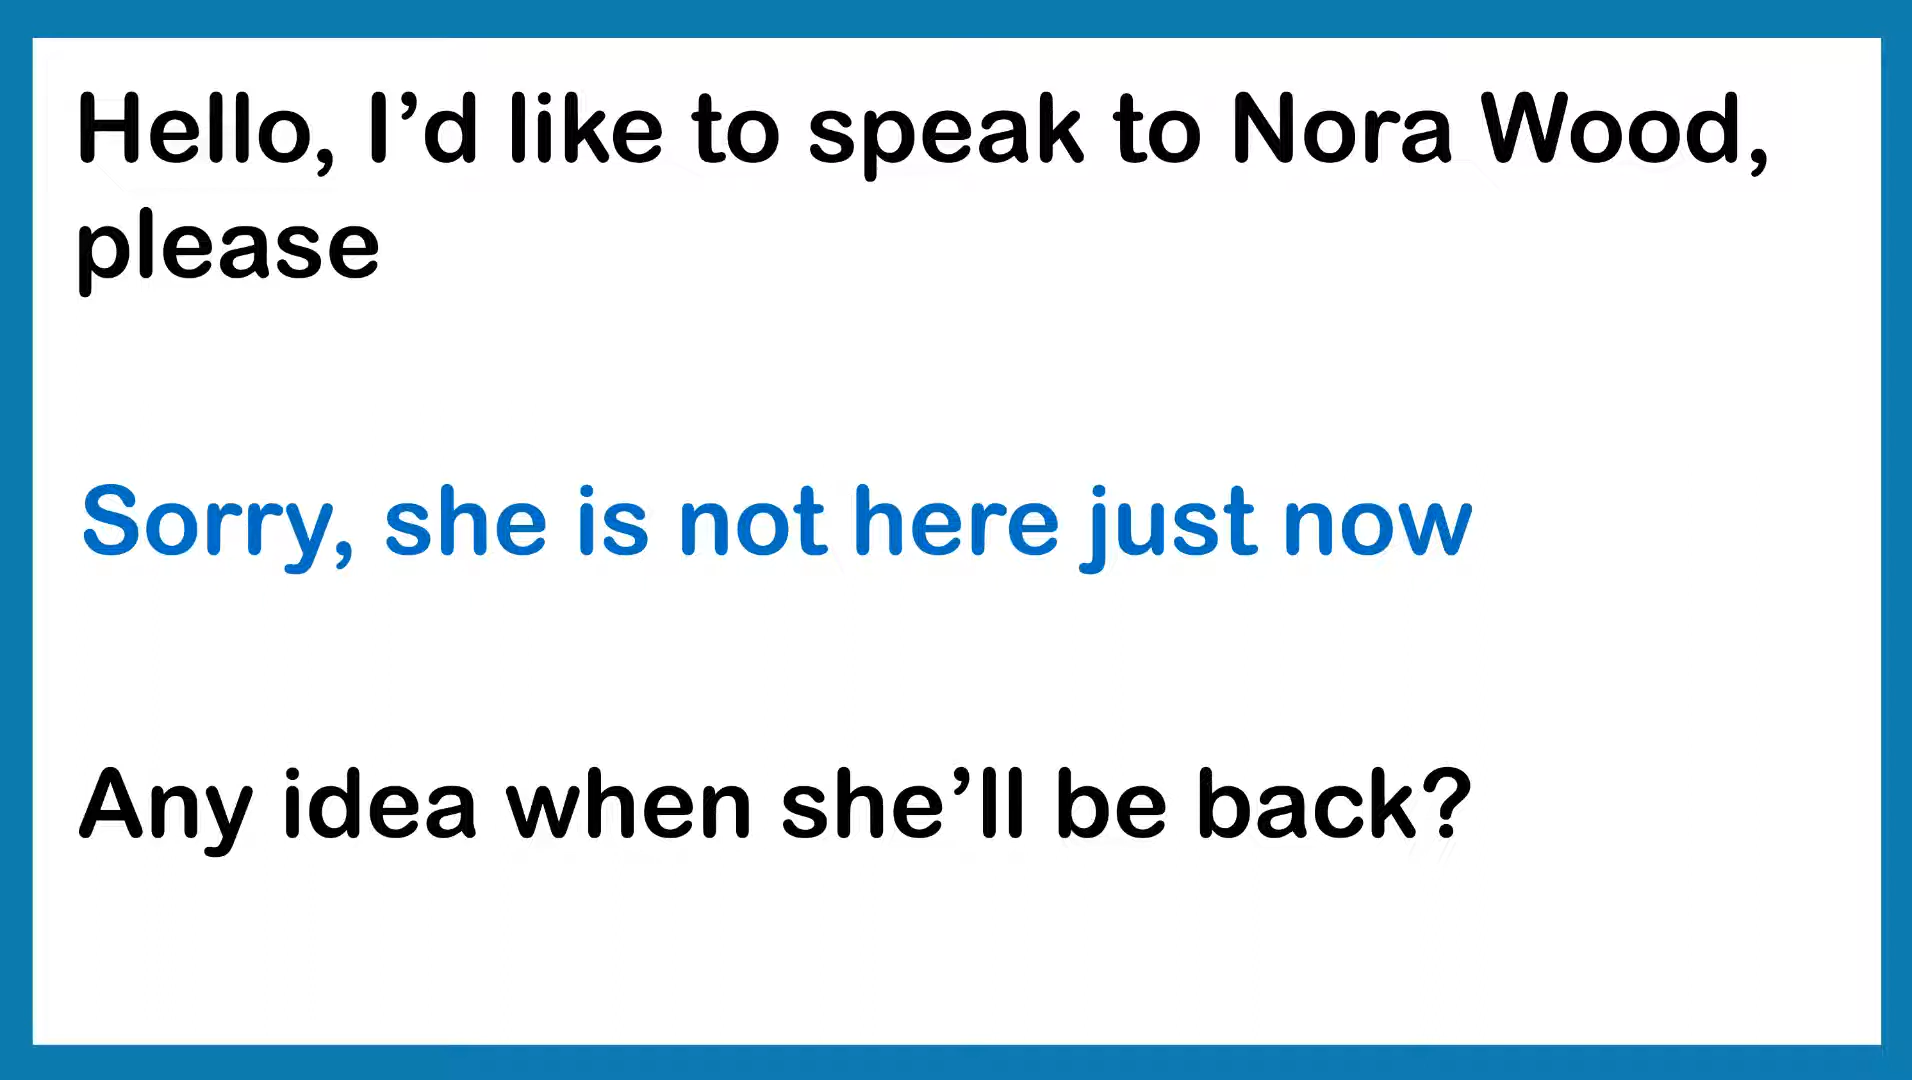 Hello, I’d like to speak to Nora Wood,
please
Sorry, she is not here just now
Any idea when she’ll be back?